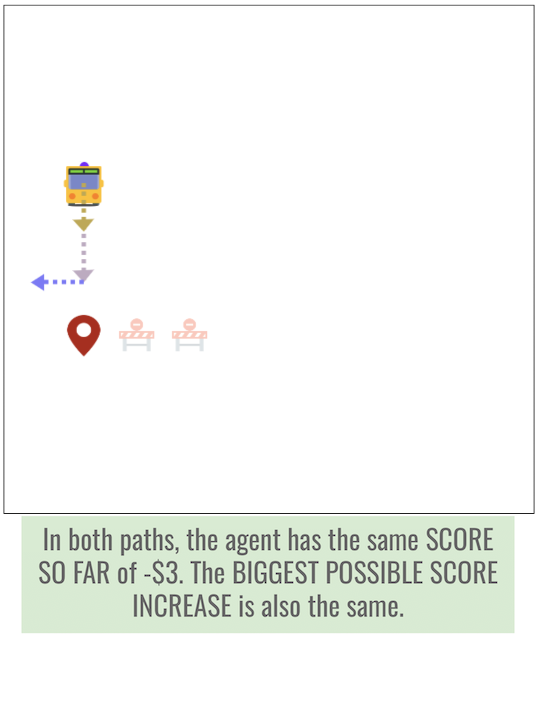 In both paths, the agent has the same SCORE
SO FAR of -$3. The BIGGEST POSSIBLE SCORE
INCREASE is also the same.